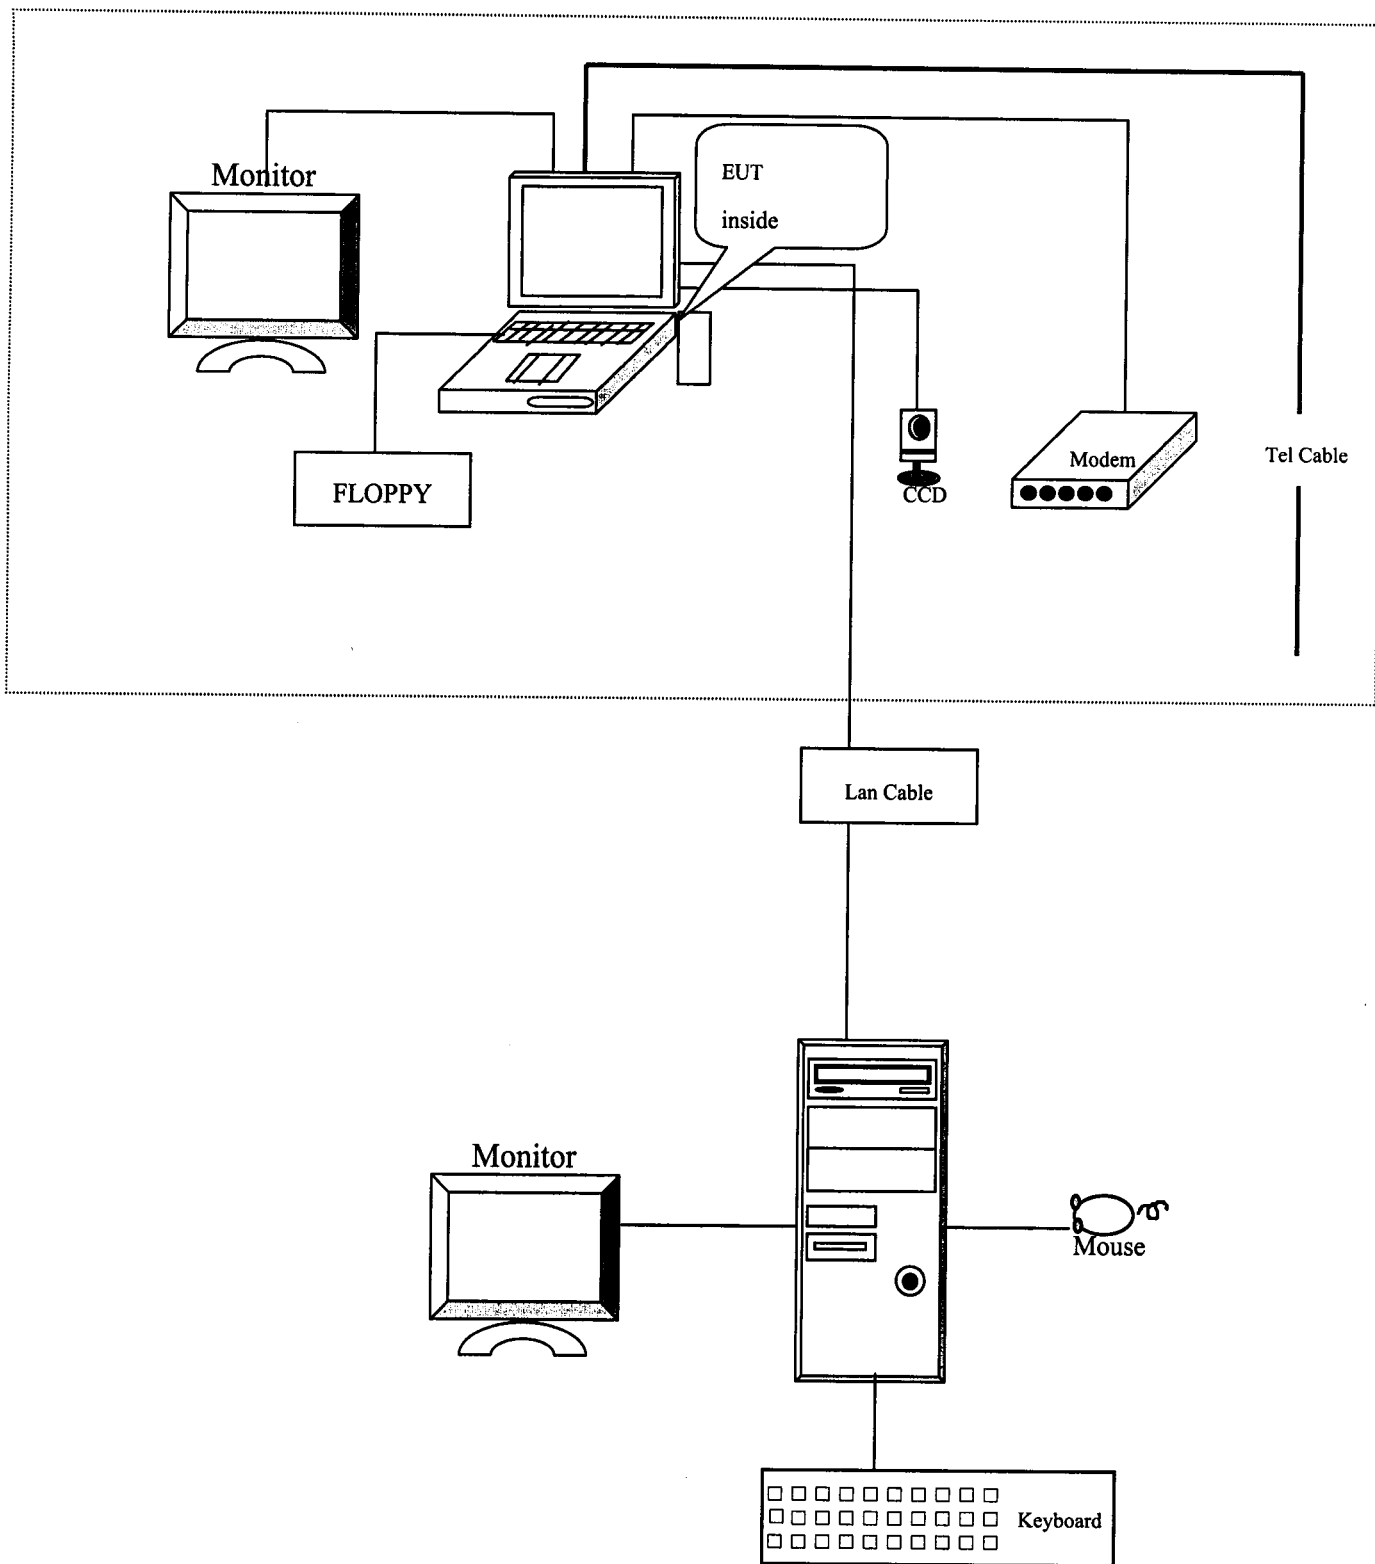 Monitor
EUT
inside
FLOPPY
CCD
Modem
Tel Cable
Lan Cable
Monitor
Mouse
Keyboard